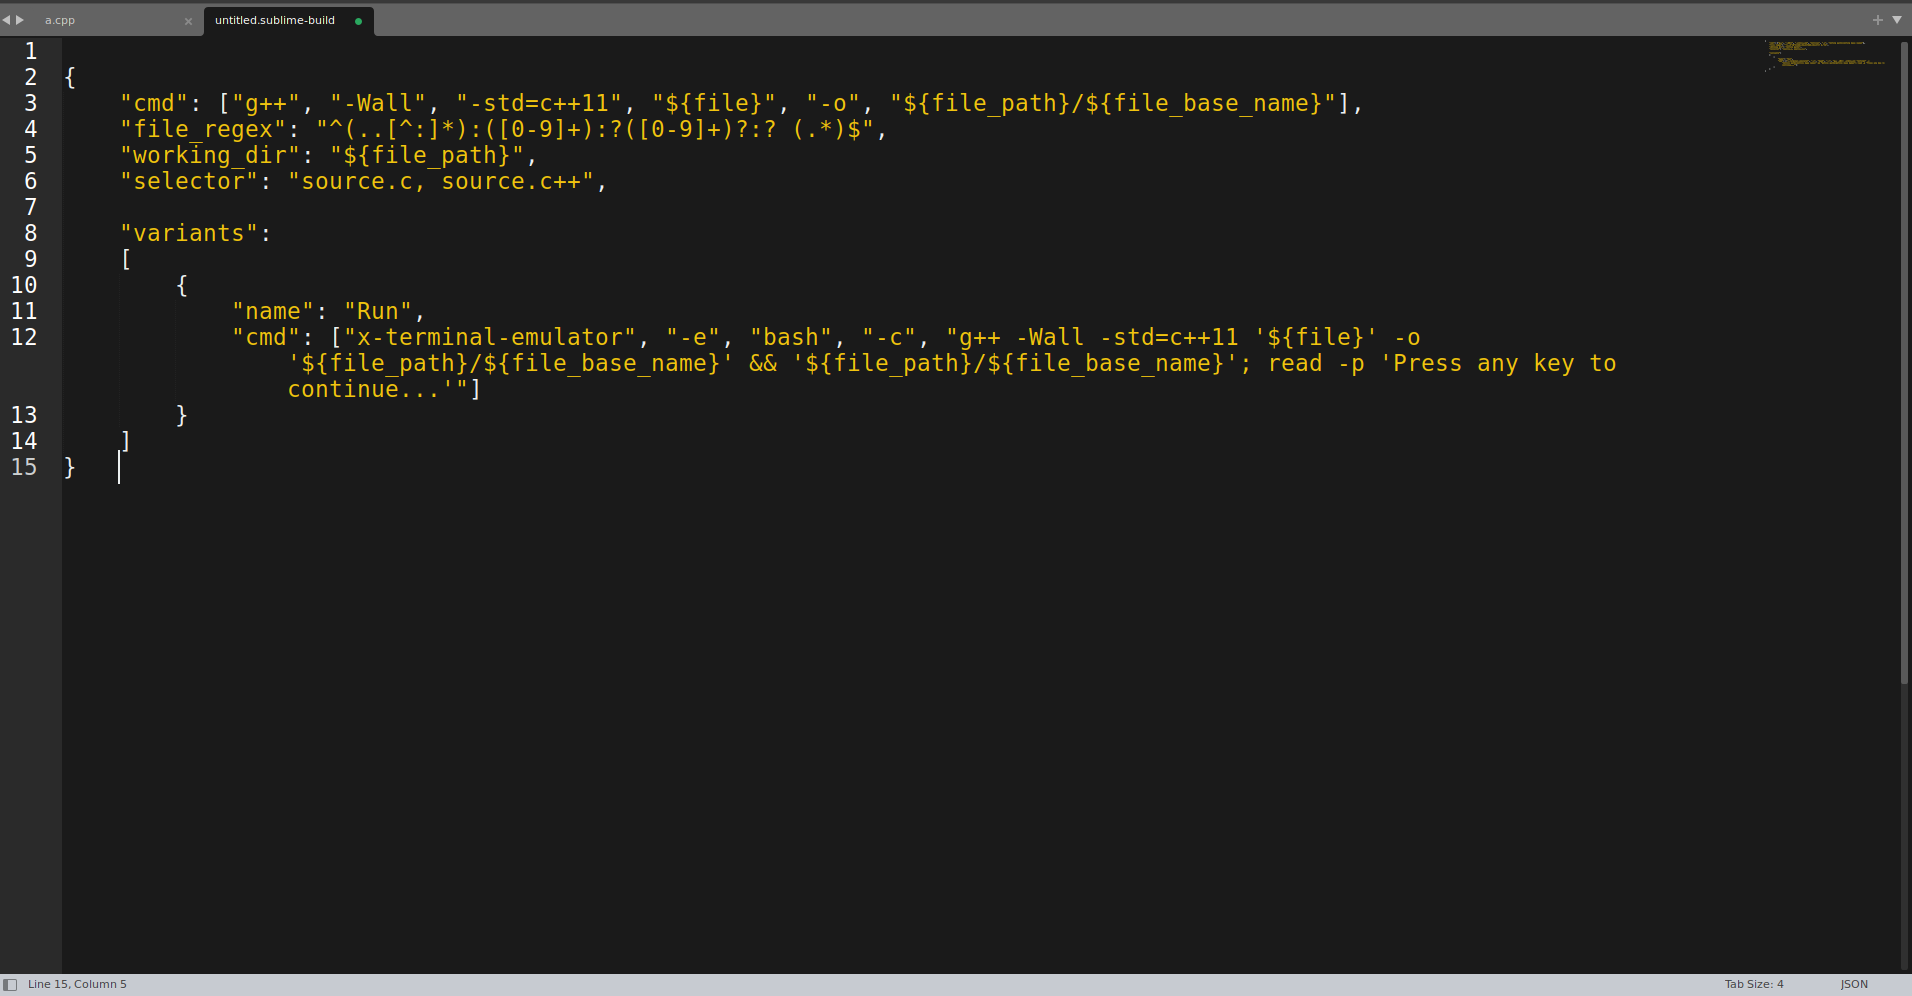 a.cpp
untitled.sublime-build
1
2 {
3     "cmd": ["g++", "-Wall", "-std=c++11", "${file}", "-o", "${file_path}/${file_base_name}"],
4     "file_regex": "^(..[^:]*):([0-9]+):?([0-9]+)?:? (.*)$",
5     "working_dir": "${file_path}",
6     "selector": "source.c, source.c++",
7
8     "variants":
9     [
10         {
11             "name": "Run",
12             "cmd": ["x-terminal-emulator", "-e", "bash", "-c", "g++ -Wall -std=c++11 '${file}' -o
'${file_path}/${file_base_name}' && '${file_path}/${file_base_name}'; read -p 'Press any key to
continue...'"]
13         }
14     ]
15 }
Line 15, Column 5
Tab Size: 4
JSON